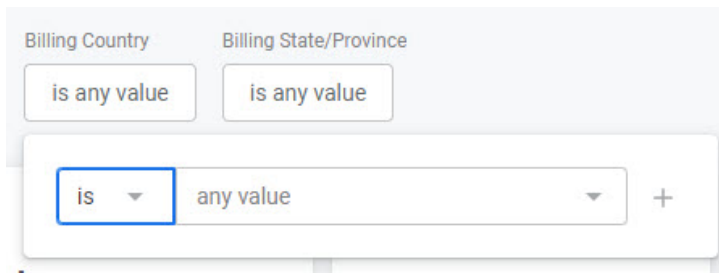 Billing Country Billing State/Province
is any value is any value
is any value